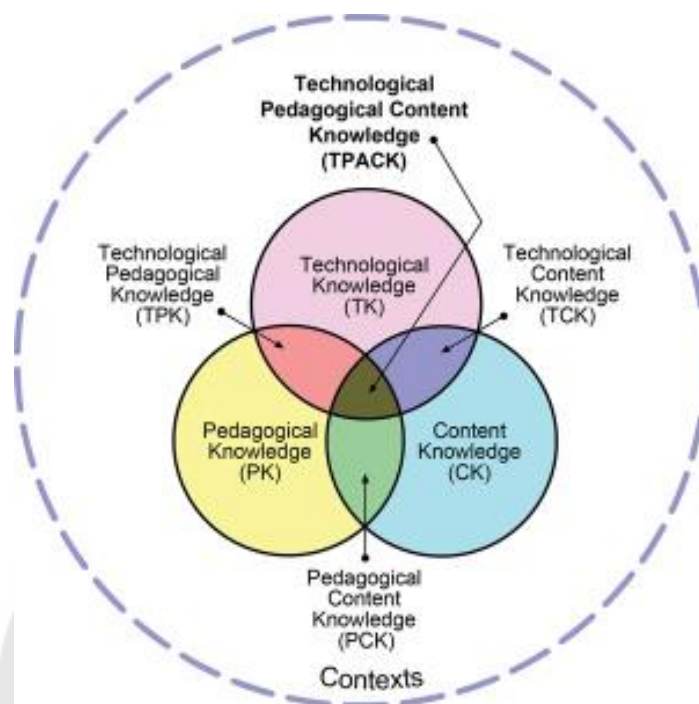 Technological
Pedagogical Content
Knowledge
(TPACK)
Technological
Pedagogical
Knowledge
(TPK)
Technological
Knowledge
(TK)
Technological
Content
Knowledge
(TCK)
Pedagogical
Knowledge
(PK)
Content
Knowledge
(CK)
Pedagogical
Content
Knowledge
(PCK)
Contexts